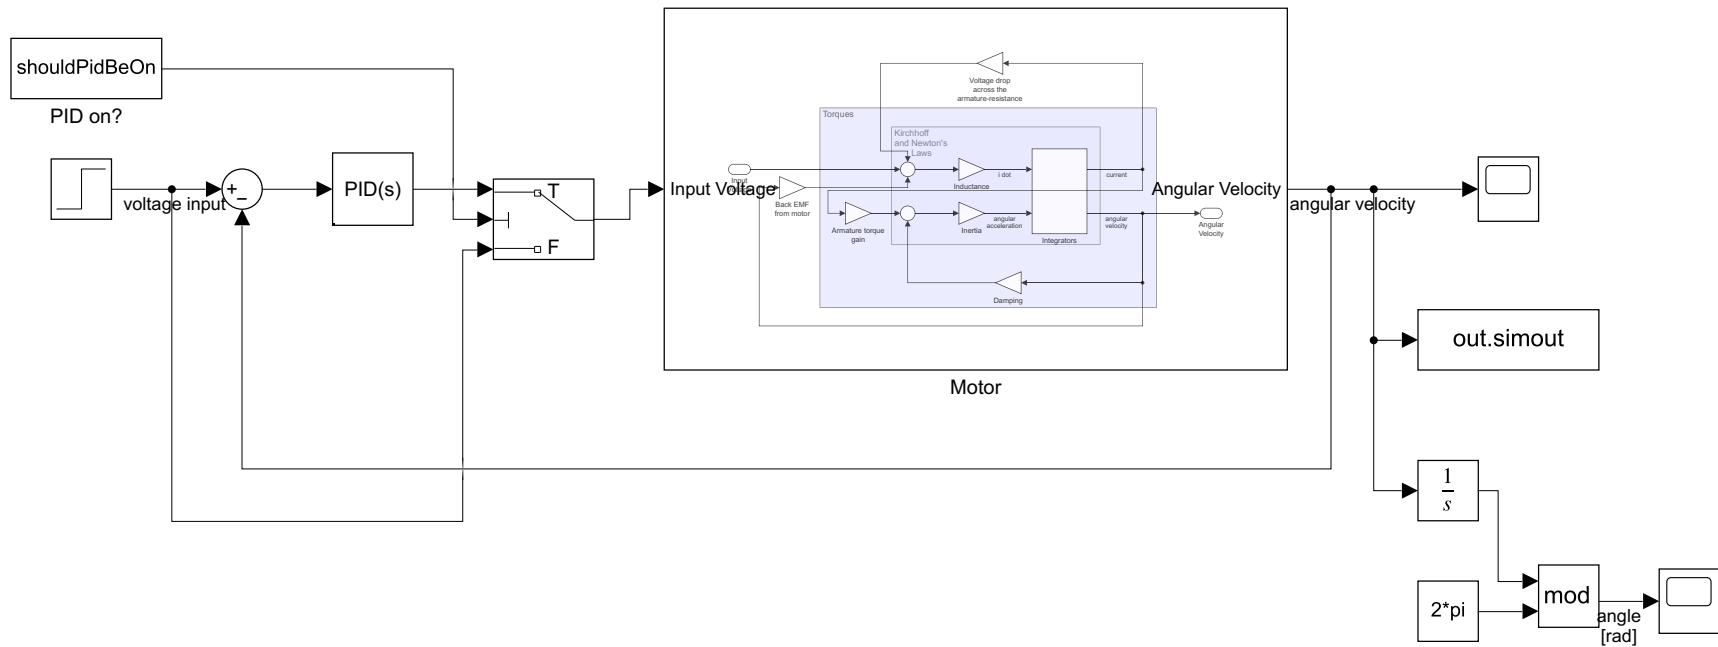 shouldPidBeOn
PID on?
voltage input
+
−
PID(s)
T
F
Input Voltage
Voltage drop
across the
armature-resistance
Torques
Kirchhoff
and Newton's
Laws
Input
Back EMF
from motor
Inductance
i dot
current
Armature torque
gain
Inertia
angular
acceleration
Integrators
angular
velocity
Angular
Velocity
Damping
Angular Velocity
Motor
angular velocity
out.simout
1
s
2*pi
mod
angle
[rad]